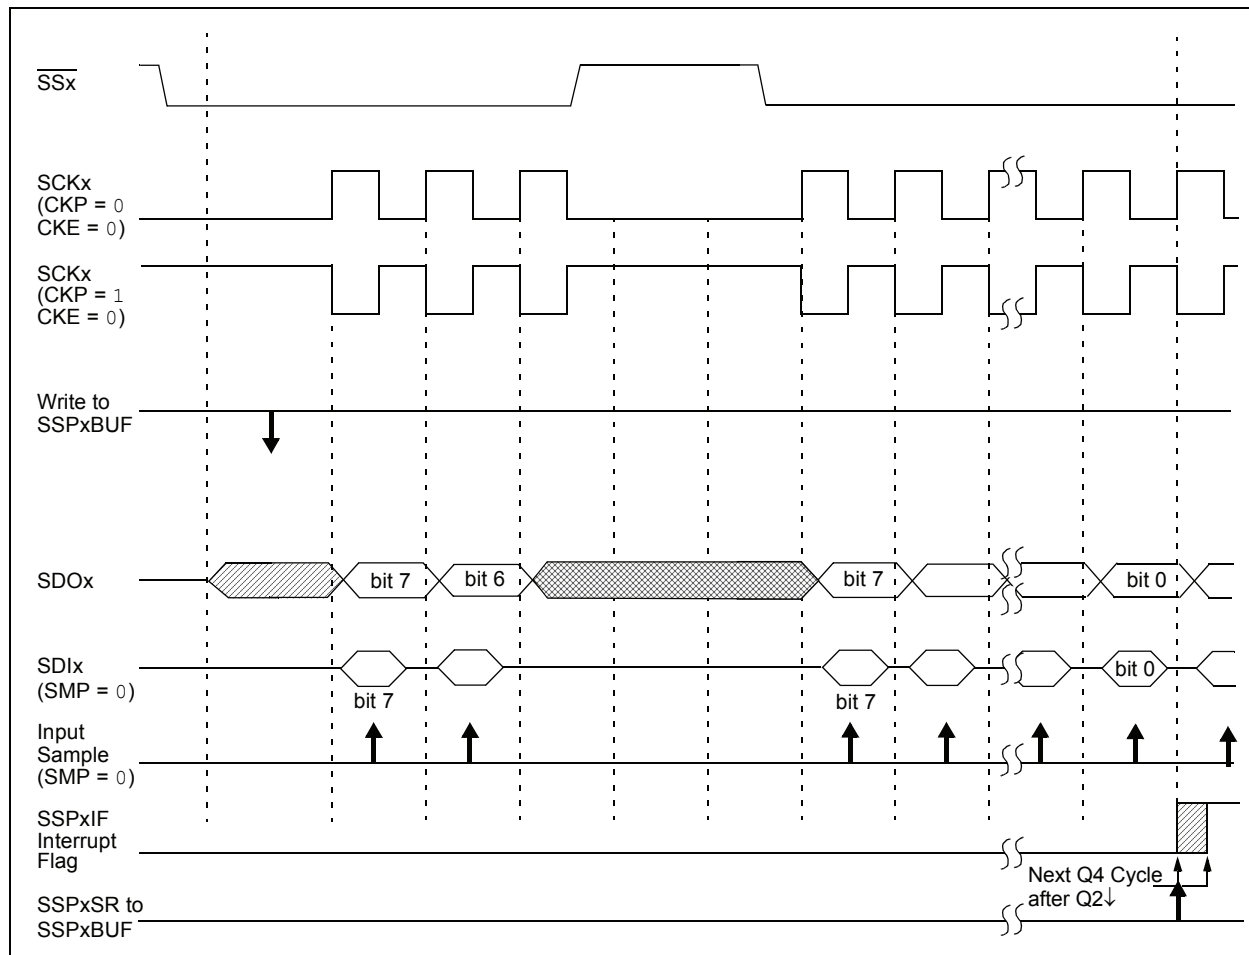 SSx
SCKx
(CKP = 0
CKE = 0)
SCKx
(CKP = 1
CKE = 0)
Write to
SSPxBUF
SDOx
bit 7
bit 6
bit 7
bit 0
SDIx
(SMP = 0)
bit 7
bit 7
bit 0
Input
Sample
(SMP = 0)
SSPxIF
Interrupt
Flag
Next Q4 Cycle
after Q2↓
SSPxSR to
SSPxBUF